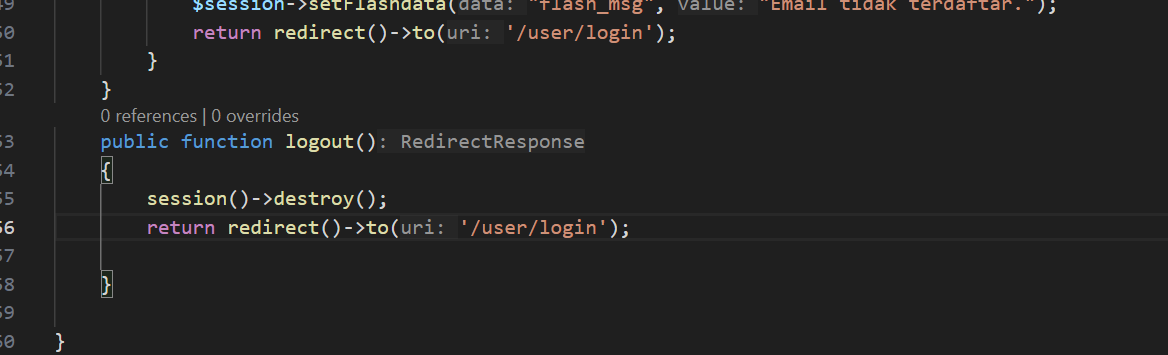 49 $session->setFlashdata(data: "flash_msg", value: "Email tidak terdaftar.");
50 return redirect()->to(uri: '/user/login');
51 }
52 }
0 references | 0 overrides
53 public function logout(): RedirectResponse
54 {
55 session()->destroy();
56 return redirect()->to(uri: '/user/login');
57
58 }
59
60 }